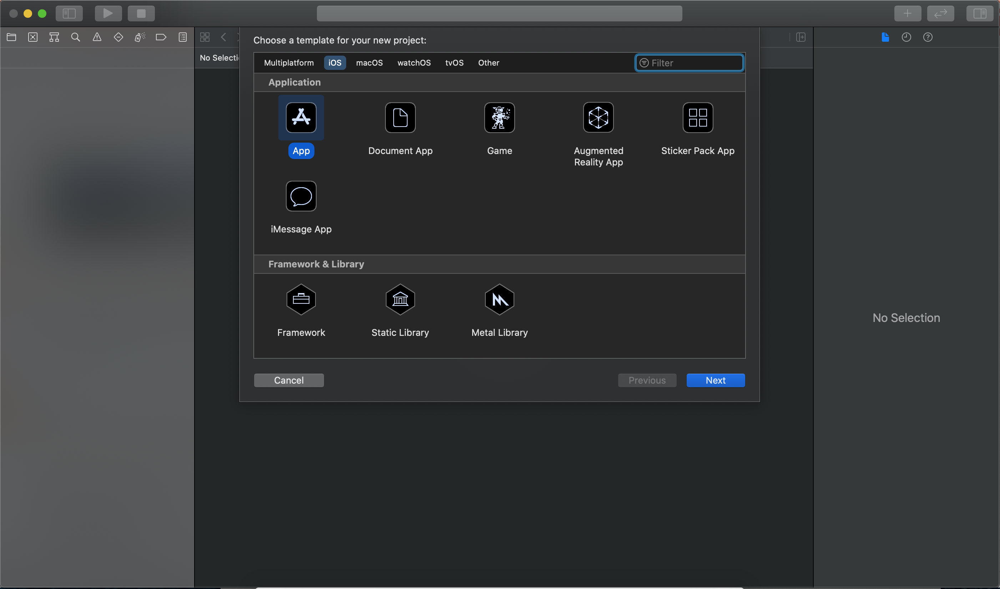 Choose a template for your new project:
No Selecti
Multiplatform iOS macOS watchOS tvOS Other Filter
Application
App Document App Game Augmented Reality App Sticker Pack App
iMessage App
Framework & Library
Framework Static Library Metal Library
No Selection
Cancel Previous Next